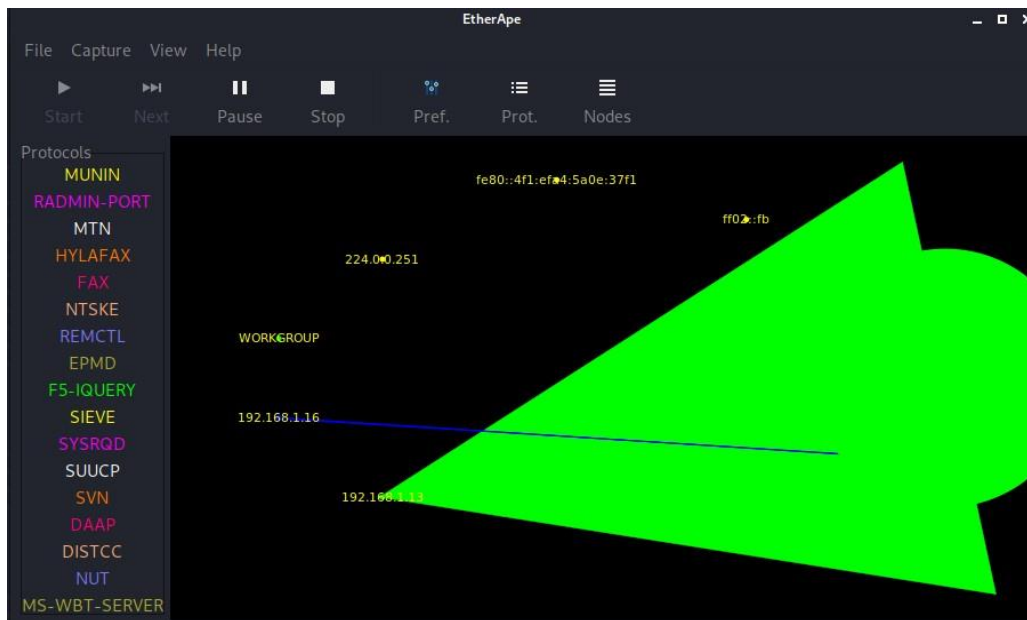 EtherApe
File Capture View Help
Start Next Pause Stop Pref. Prot. Nodes
Protocols
MUNIN
RADMIN-PORT
MTN
HYLAFAX
FAX
NTSKE
REMCTL
EPMD
F5-IQUERY
SIEVE
SYSRQD
SUUCP
SVN
DAAP
DISTCC
NUT
MS-WBT-SERVER
fe80::4f1:efa4:5a0e:37f1
ff02::fb
224.0.0.251
WORKGROUP
192.168.1.16
192.168.1.13